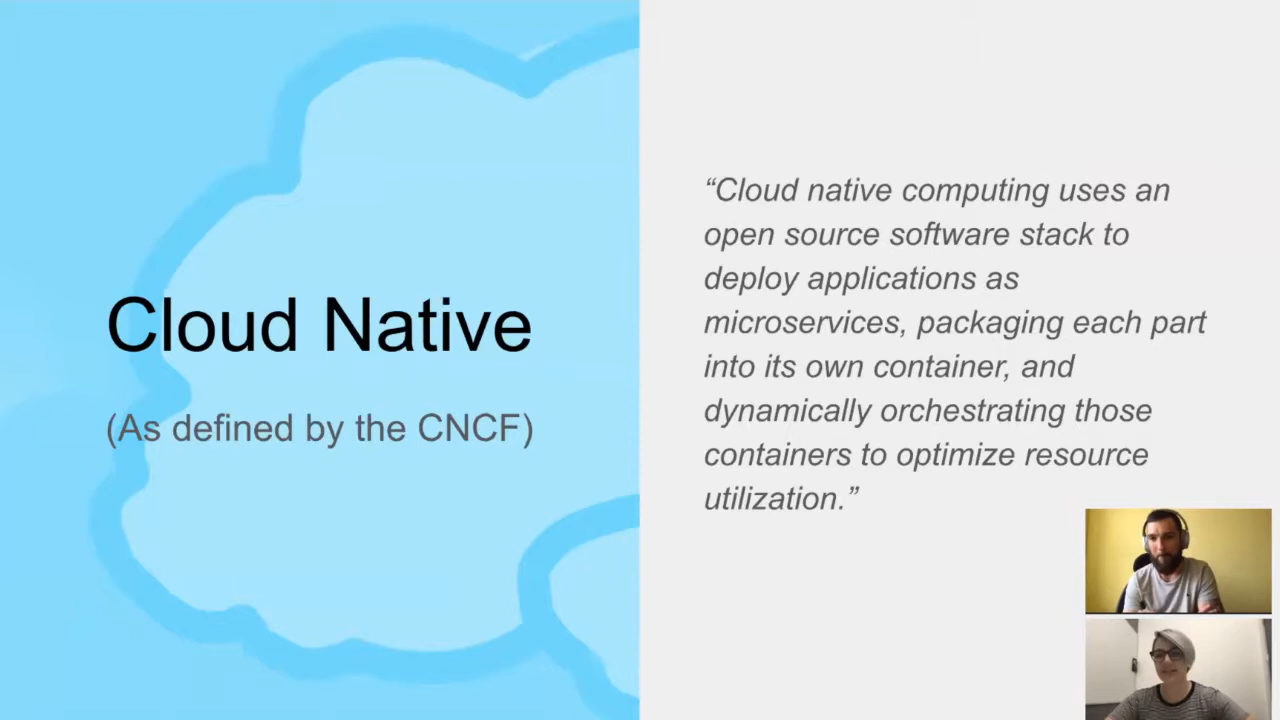 Cloud Native
(As defined by the CNCF)
“Cloud native computing uses an
open source software stack to
deploy applications as
microservices, packaging each part
into its own container, and
dynamically orchestrating those
containers to optimize resource
utilization.”